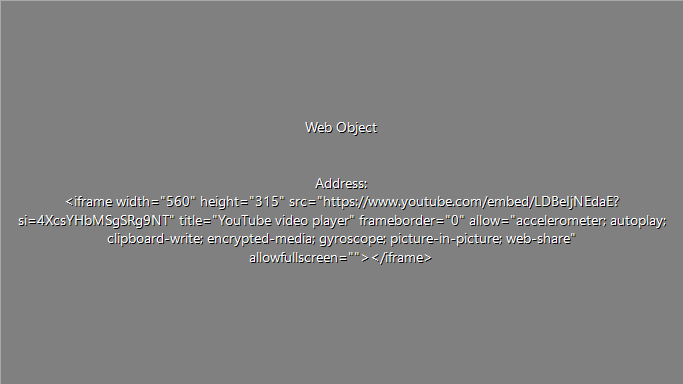 Web Object
Address:
<iframe width="560" height="315" src="https://www.youtube.com/embed/LDBeljNEdaE?
si=4XcsYHbMSgSRg9NT" title="YouTube video player" frameborder="0" allow="accelerometer; autoplay;
clipboard-write; encrypted-media; gyroscope; picture-in-picture; web-share"
allowfullscreen=""></iframe>